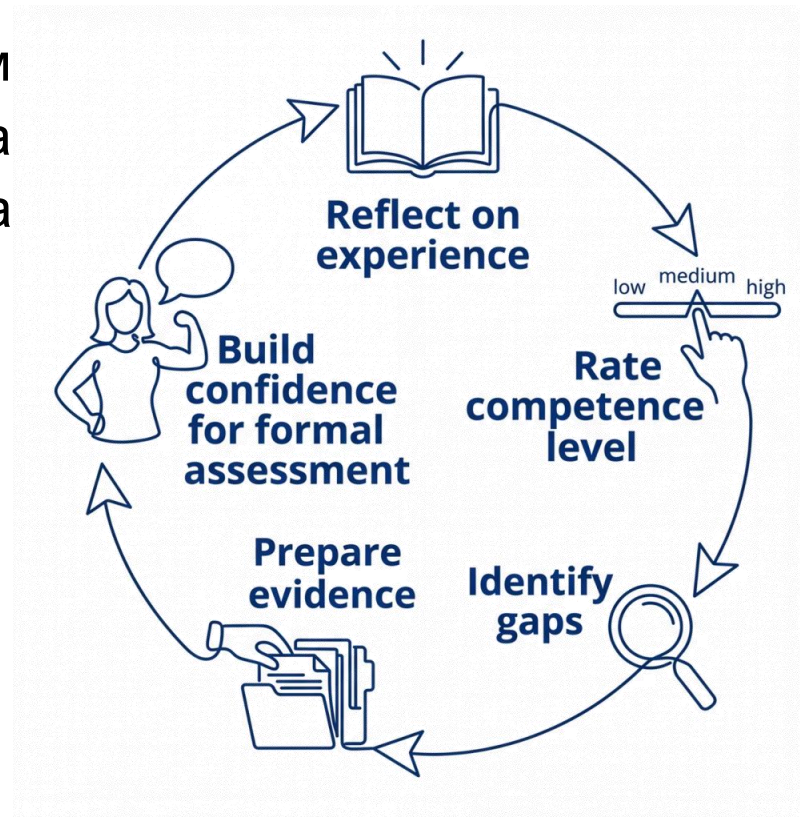 м
а
а
Reflect on
experience
low medium high
Rate
competence
level
Identify
gaps
Prepare
evidence
Build
confidence
for formal
assessment